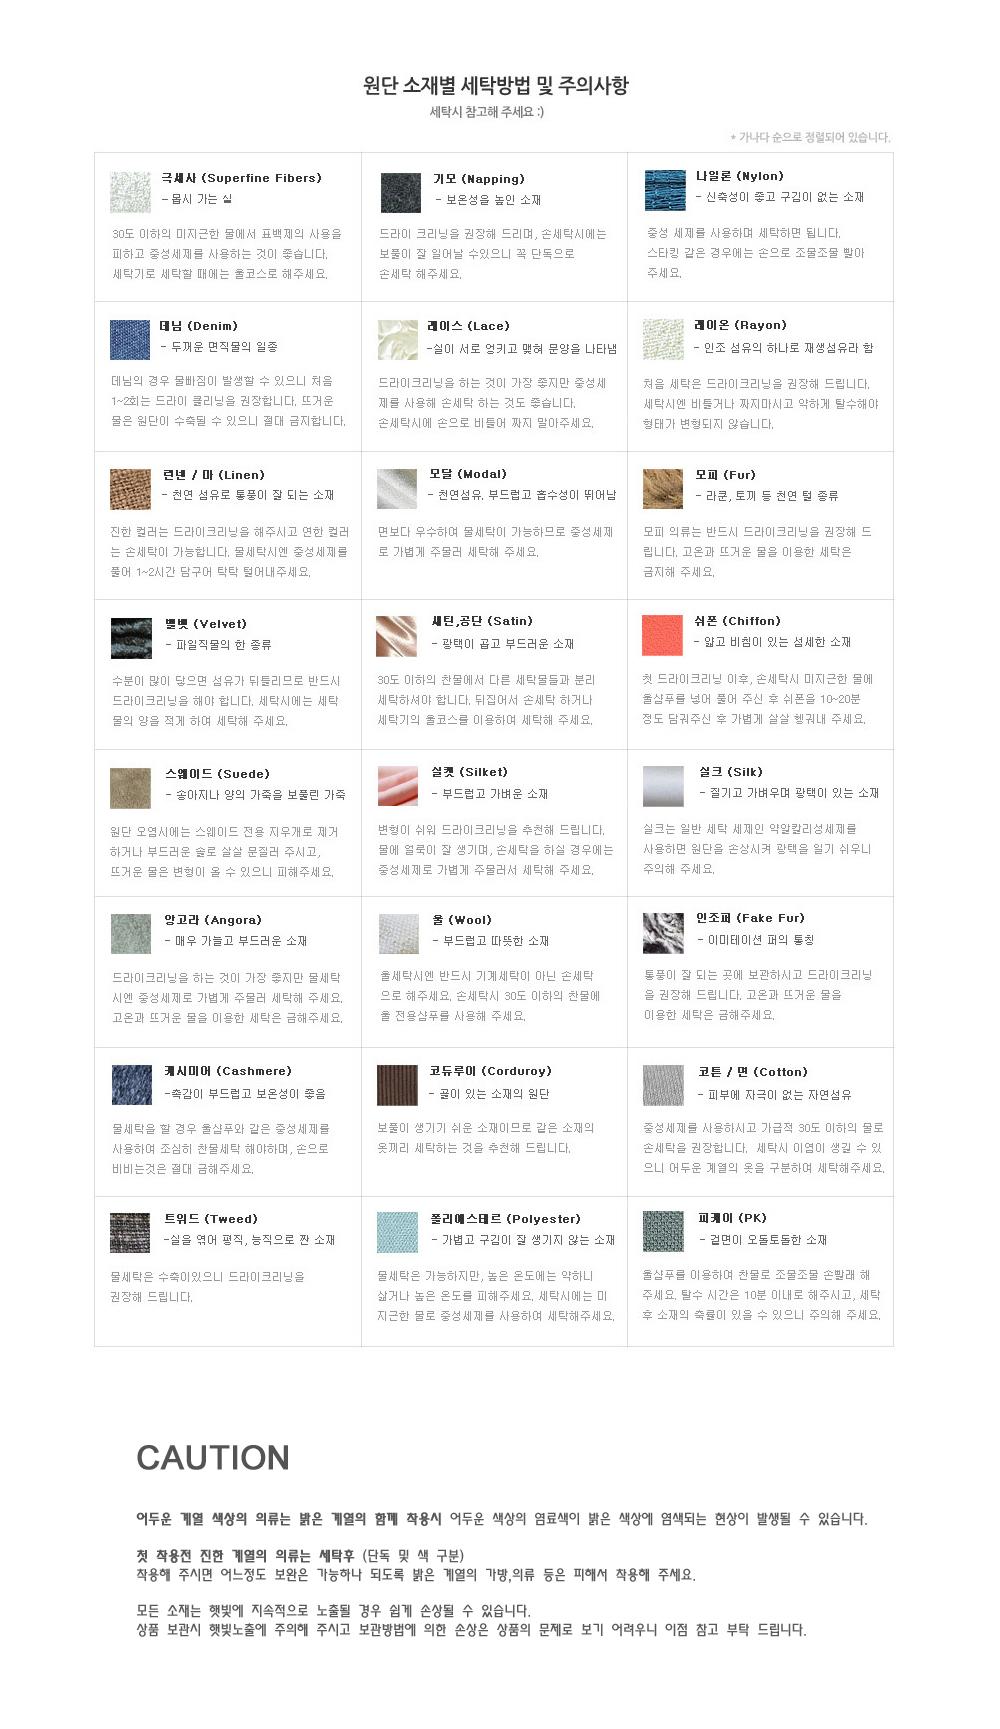 원단 소재별 세탁방법 및 주의사항
세탁시 참고해 주세요 :)
* 가나다 순으로 정렬되어 있습니다.
극세사 (Superfine Fibers)
- 몹시 가는 실
30도 이하의 미지근한 물에서 표백제의 사용을
피하고 중성세제를 사용하는 것이 좋습니다.
세탁기로 세탁할 때에는 울코스로 해주세요.
기모 (Napping)
- 보온성을 높인 소재
드라이 크리닝을 권장해 드리며, 손세탁시에는
보풀이 잘 일어날 수있으니 꼭 단독으로
손세탁 해주세요.
나일론 (Nylon)
- 신축성이 좋고 구김이 없는 소재
중성 세제를 사용하며 세탁하면 됩니다.
스타킹 같은 경우에는 손으로 조물조물 빨아
주세요.
데님 (Denim)
- 두꺼운 면직물의 일종
데님의 경우 물빠짐이 발생할 수 있으니 처음
1~2회는 드라이 클리닝을 권장합니다. 뜨거운
물은 원단이 수축될 수 있으니 절대 금지합니다.
레이스 (Lace)
-실이 서로 엉키고 맺혀 문양을 나타냄
드라이크리닝을 하는 것이 가장 좋지만 중성세
제를 사용해 손세탁 하는 것도 좋습니다.
손세탁시에 손으로 비틀어 짜지 말아주세요.
레이온 (Rayon)
- 인조 섬유의 하나로 재생섬유라 함
처음 세탁은 드라이크리닝을 권장해 드립니다.
세탁시엔 비틀거나 짜지마시고 약하게 탈수해야
형태가 변형되지 않습니다.
린넨 / 마 (Linen)
- 천연 섬유로 통풍이 잘 되는 소재
진한 컬러는 드라이크리닝을 해주시고 연한 컬러
는 손세탁이 가능합니다. 물세탁시엔 중성세제를
풀어 1~2시간 담구어 탁탁 털어내주세요.
모달 (Modal)
- 천연섬유. 부드럽고 흡수성이 뛰어남
면보다 우수하여 물세탁이 가능하므로 중성세제
로 가볍게 주물러 세탁해 주세요.
모피 (Fur)
- 라쿤, 토끼 등 천연 털 종류
모피 의류는 반드시 드라이크리닝을 권장해 드
립니다. 고온과 뜨거운 물을 이용한 세탁은
금지해 주세요.
벨벳 (Velvet)
- 파일직물의 한 종류
수분이 많이 닿으면 섬유가 뒤틀리므로 반드시
드라이크리닝을 해야 합니다. 세탁시에는 세탁
물의 양을 적게 하여 세탁해 주세요.
새틴,공단 (Satin)
- 광택이 곱고 부드러운 소재
30도 이하의 찬물에서 다른 세탁물들과 분리
세탁하셔야 합니다. 뒤집어서 손세탁 하거나
세탁기의 울코스를 이용하여 세탁해 주세요.
쉬폰 (Chiffon)
- 얇고 비침이 있는 섬세한 소재
첫 드라이크리닝 이후, 손세탁시 미지근한 물에
울샴푸를 넣어 풀어 주신 후 쉬폰을 10~20분
정도 담궈주신 후 가볍게 살살 헹궈내 주세요.
스웨이드 (Suede)
- 송아지나 양의 가죽을 보풀린 가죽
원단 오염시에는 스웨이드 전용 지우개로 제거
하거나 부드러운 솔로 살살 문질러 주시고,
뜨거운 물은 변형이 올 수 있으니 피해주세요.
실켓 (Silket)
- 부드럽고 가벼운 소재
변형이 쉬워 드라이크리닝을 추천해 드립니다.
물에 얼룩이 잘 생기며, 손세탁을 하실 경우에는
중성세제로 가볍게 주물러서 세탁해 주세요.
실크 (Silk)
- 질기고 가벼우며 광택이 있는 소재
실크는 일반 세탁 세제인 약알칼리성세제를
사용하면 원단을 손상시켜 광택을 잃기 쉬우니
주의해 주세요.
앙고라 (Angora)
- 매우 가늘고 부드러운 소재
드라이크리닝을 하는 것이 가장 좋지만 물세탁
시엔 중성세제로 가볍게 주물러 세탁해 주세요.
고온과 뜨거운 물을 이용한 세탁은 금해주세요.
울 (Wool)
- 부드럽고 따뜻한 소재
울세탁시엔 반드시 기계세탁이 아닌 손세탁
으로 해주세요. 손세탁시 30도 이하의 찬물에
울 전용샴푸를 사용해 주세요.
인조퍼 (Fake Fur)
- 이미테이션 퍼의 통칭
통풍이 잘 되는 곳에 보관하시고 드라이크리닝
을 권장해 드립니다. 고온과 뜨거운 물을
이용한 세탁은 금해주세요.
캐시미어 (Cashmere)
-촉감이 부드럽고 보온성이 좋음
물세탁을 할 경우 울샴푸와 같은 중성세제를
사용하여 조심히 찬물세탁 해야하며, 손으로
비비는것은 절대 금해주세요.
코듀루이 (Corduroy)
- 골이 있는 소재의 원단
보풀이 생기기 쉬운 소재이므로 같은 소재의
옷끼리 세탁하는 것을 추천해 드립니다.
코튼 / 면 (Cotton)
- 피부에 자극이 없는 자연섬유
중성세제를 사용하시고 가급적 30도 이하의 물로
손세탁을 권장합니다. 세탁시 이염이 생길 수 있
으니 어두운 계열의 옷을 구분하여 세탁해주세요.
트위드 (Tweed)
-실을 엮어 평직, 능직으로 짠 소재
물세탁은 수축이있으니 드라이크리닝을
권장해 드립니다.
폴리에스테르 (Polyester)
- 가볍고 구김이 잘 생기지 않는 소재
물세탁은 가능하지만, 높은 온도에는 약하니
삶거나 높은 온도를 피해주세요. 세탁시에는 미
지근한 물로 중성세제를 사용하여 세탁해주세요.
피케이 (PK)
- 겉면이 오돌토돌한 소재
울샴푸를 이용하여 찬물로 조물조물 손빨래 해
주세요. 탈수 시간은 10분 이내로 해주시고, 세탁
후 소재의 축률이 있을 수 있으니 주의해 주세요.
CAUTION
어두운 계열 색상의 의류는 밝은 계열의 함께 착용시 어두운 색상의 염료색이 밝은 색상에 염색되는 현상이 발생될 수 있습니다.
첫 착용전 진한 계열의 의류는 세탁후 (단독 및 색 구분)
착용해 주시면 어느정도 보완은 가능하나 되도록 밝은 계열의 가방,의류 등은 피해서 착용해 주세요.
모든 소재는 햇빛에 지속적으로 노출될 경우 쉽게 손상될 수 있습니다.
상품 보관시 햇빛노출에 주의해 주시고 보관방법에 의한 손상은 상품의 문제로 보기 어려우니 이점 참고 부탁 드립니다.